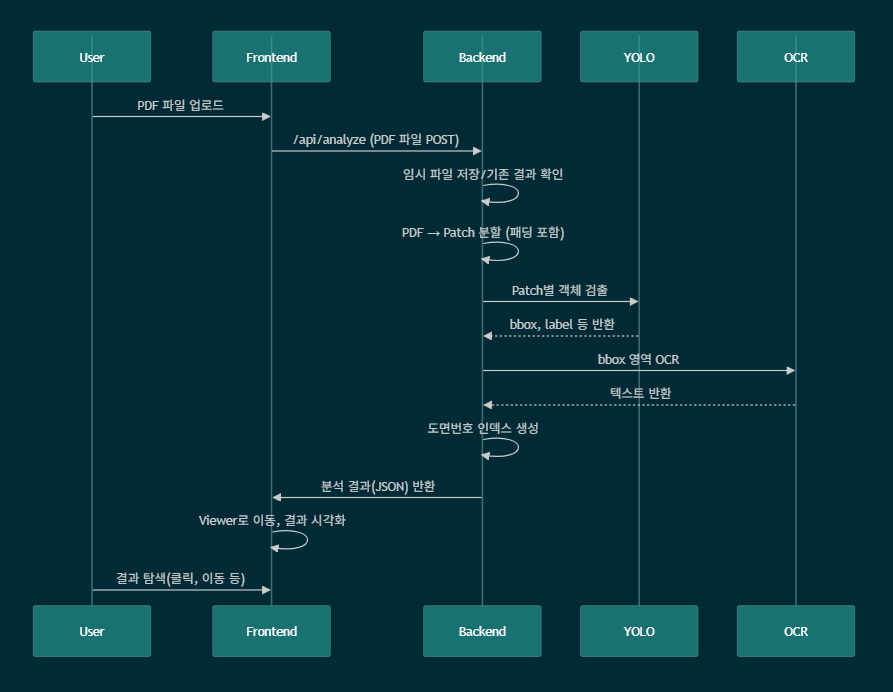 User
Frontend
Backend
YOLO
OCR
PDF 파일 업로드
/api/analyze (PDF 파일 POST)
임시 파일 저장/기존 결과 확인
PDF → Patch 분할 (패딩 포함)
Patch별 객체 검출
bbox, label 등 반환
bbox 영역 OCR
텍스트 반환
도면번호 인덱스 생성
분석 결과(JSON) 반환
Viewer로 이동, 결과 시각화
결과 탐색(클릭, 이동 등)
User
Frontend
Backend
YOLO
OCR